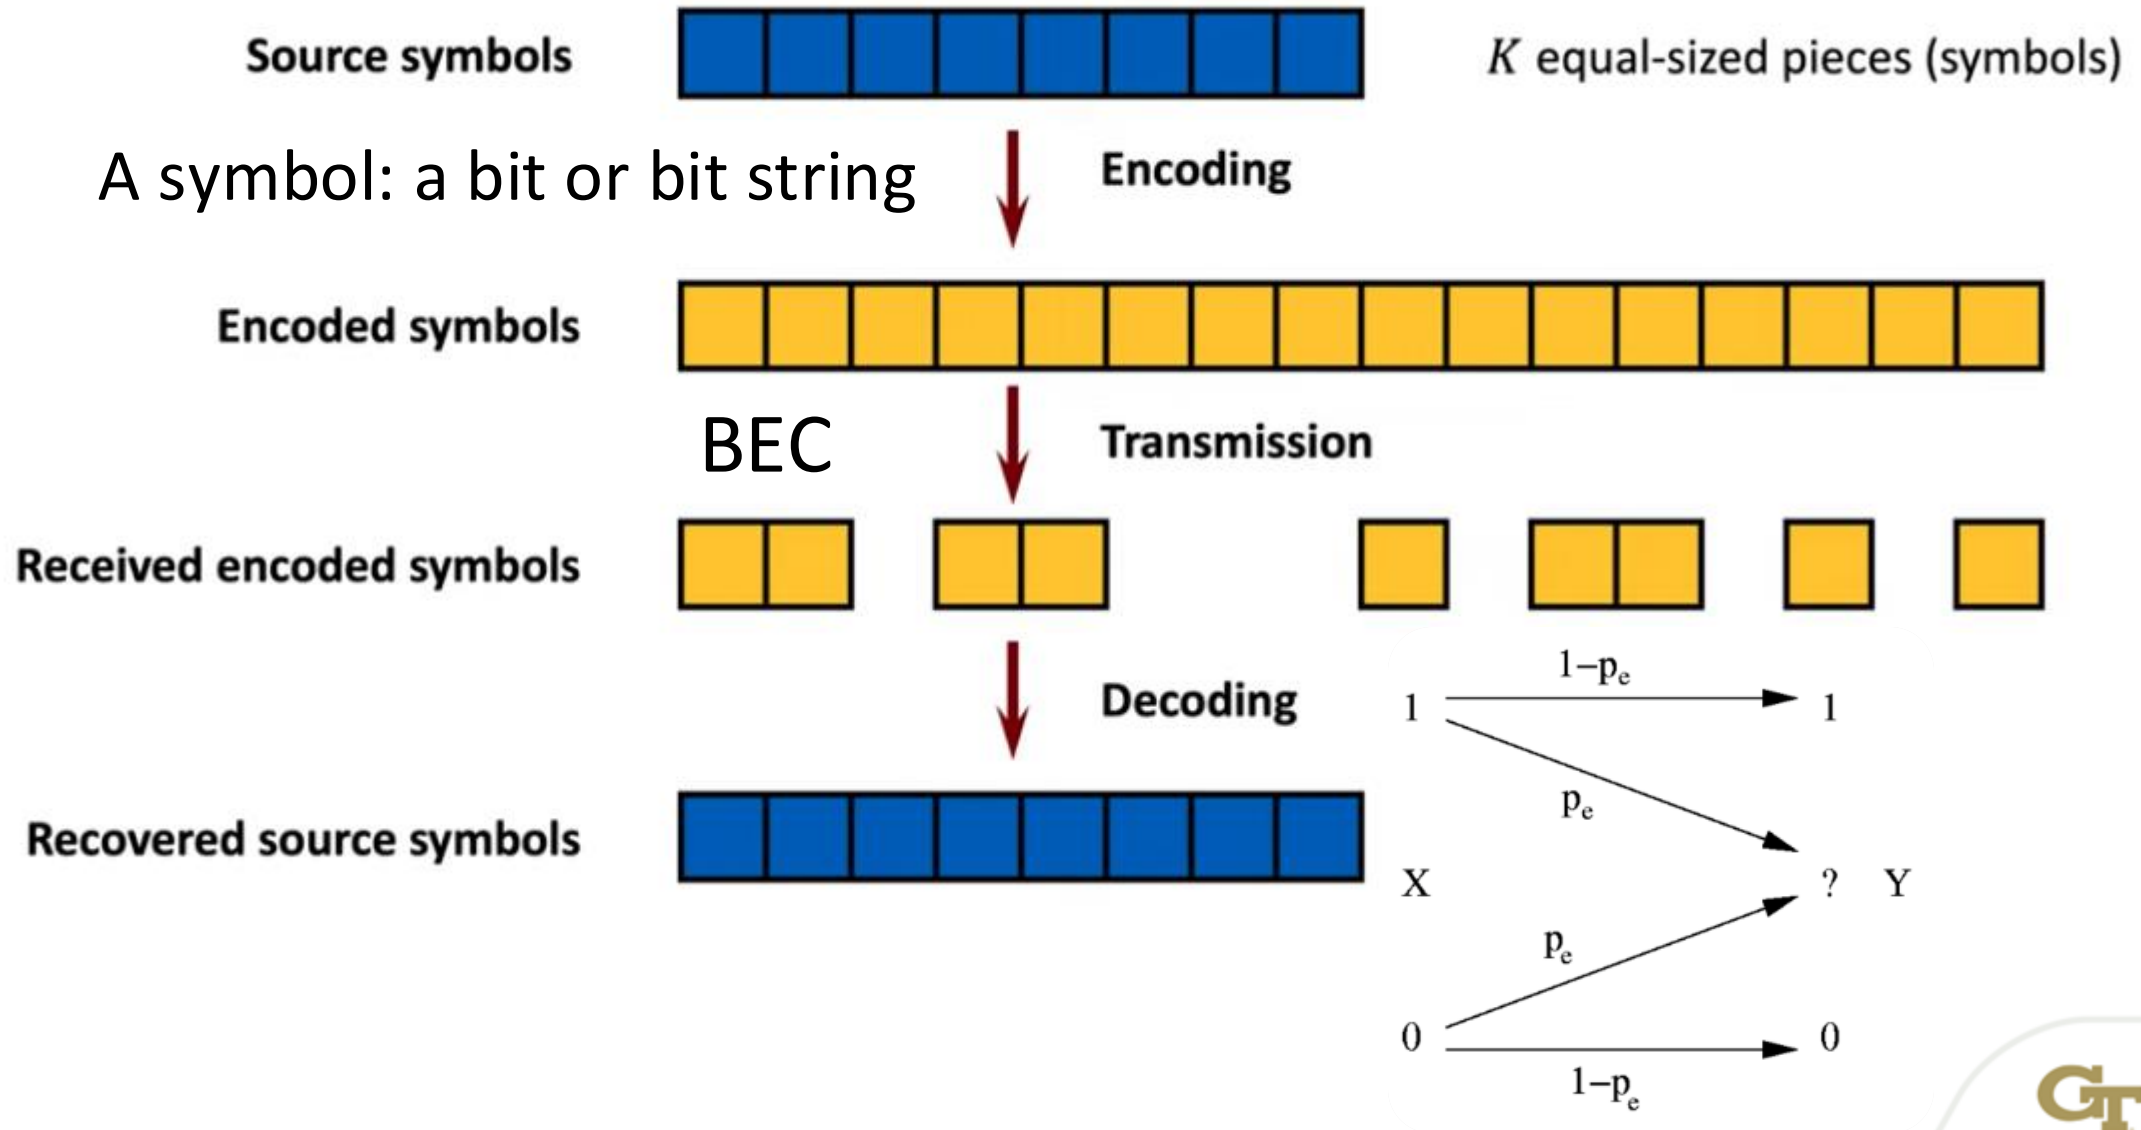 Source symbols
K equal-sized pieces (symbols)
A symbol: a bit or bit string
Encoding
Encoded symbols
BEC
Transmission
Received encoded symbols
1−pe
Decoding
1
1
pe
Recovered source symbols
X
?
Y
pe
0
0
1−pe
GT